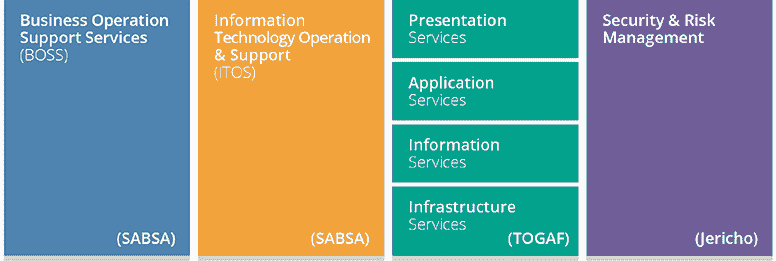 Business Operation
Support Services
(BOSS)
(SABSA)
Information
Technology Operation
& Support
(ITOS)
(SABSA)
Presentation
Services
Application
Services
Information
Services
Infrastructure
Services
(TOGAF)
Security & Risk
Management
(Jericho)